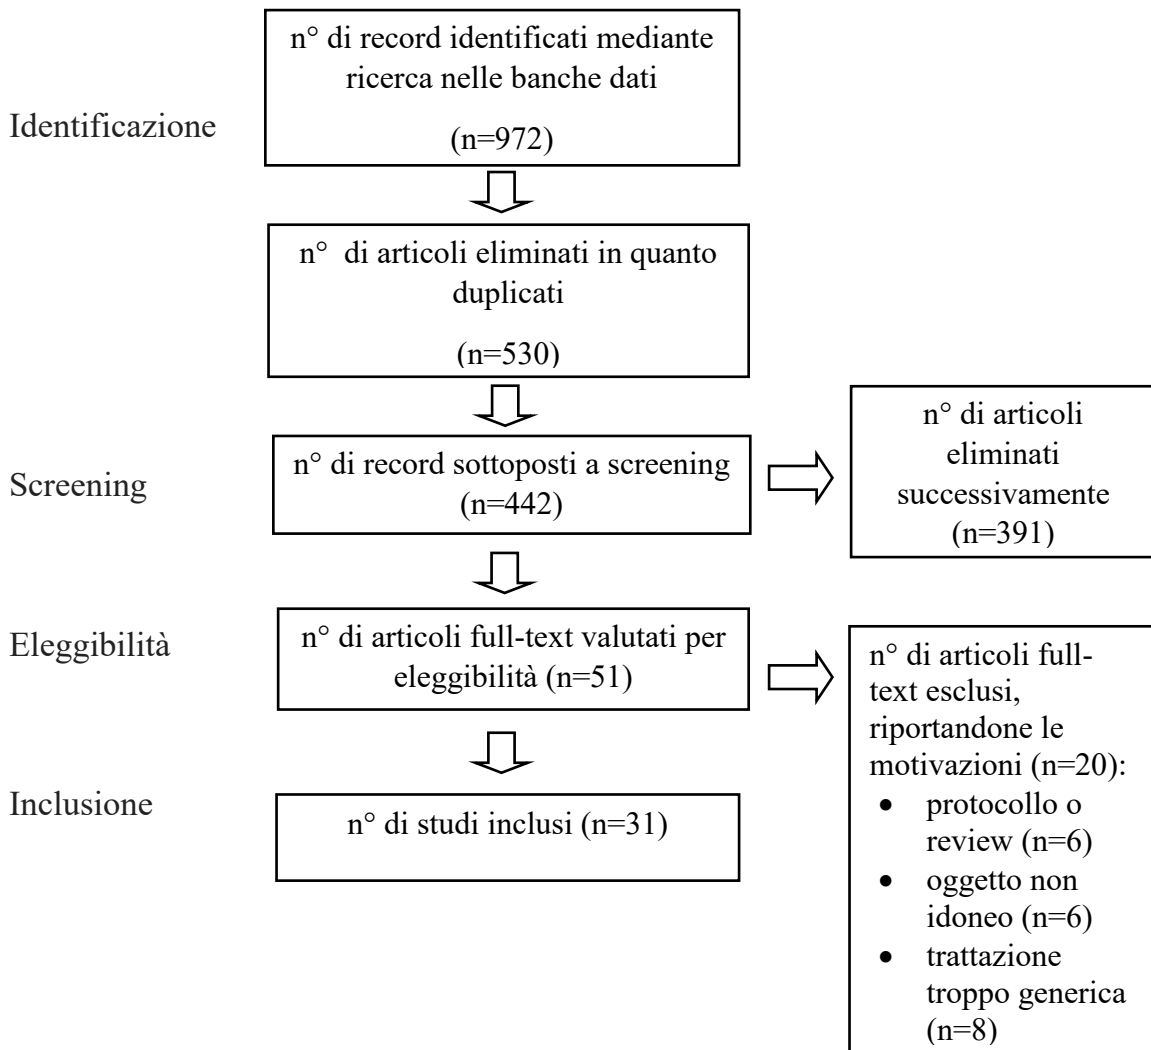 n° di record identificati mediante
ricerca nelle banche dati
(n=972)
Identificazione
n° di articoli eliminati in quanto
duplicati
(n=530)
Screening
n° di record sottoposti a screening
(n=442)
n° di articoli
eliminati
successivamente
(n=391)
Eleggibilità
n° di articoli full-text valutati per
eleggibilità (n=51)
n° di articoli full-
text esclusi,
riportandone le
motivazioni (n=20):
• protocollo o
review (n=6)
• oggetto non
idoneo (n=6)
• trattazione
troppo generica
(n=8)
Inclusione
n° di studi inclusi (n=31)